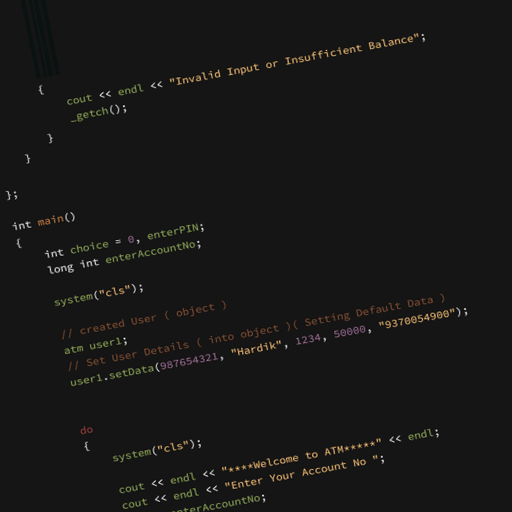 {
cout << endl << "Invalid Input or Insufficient Balance";
_getch();
}
}
};
int main()
{
int choice = 0, enterPIN;
long int enterAccountNo;
system("cls");
// created User ( object )
atm user1;
// Set User Details ( into object )( Setting Default Data )
user1.setData(987654321, "Hardik", 1234, 50000, "9370054900");
do
{
system("cls");
cout << endl << "****Welcome to ATM*****" << endl;
cout << endl << "Enter Your Account No ";
enterAccountNo;